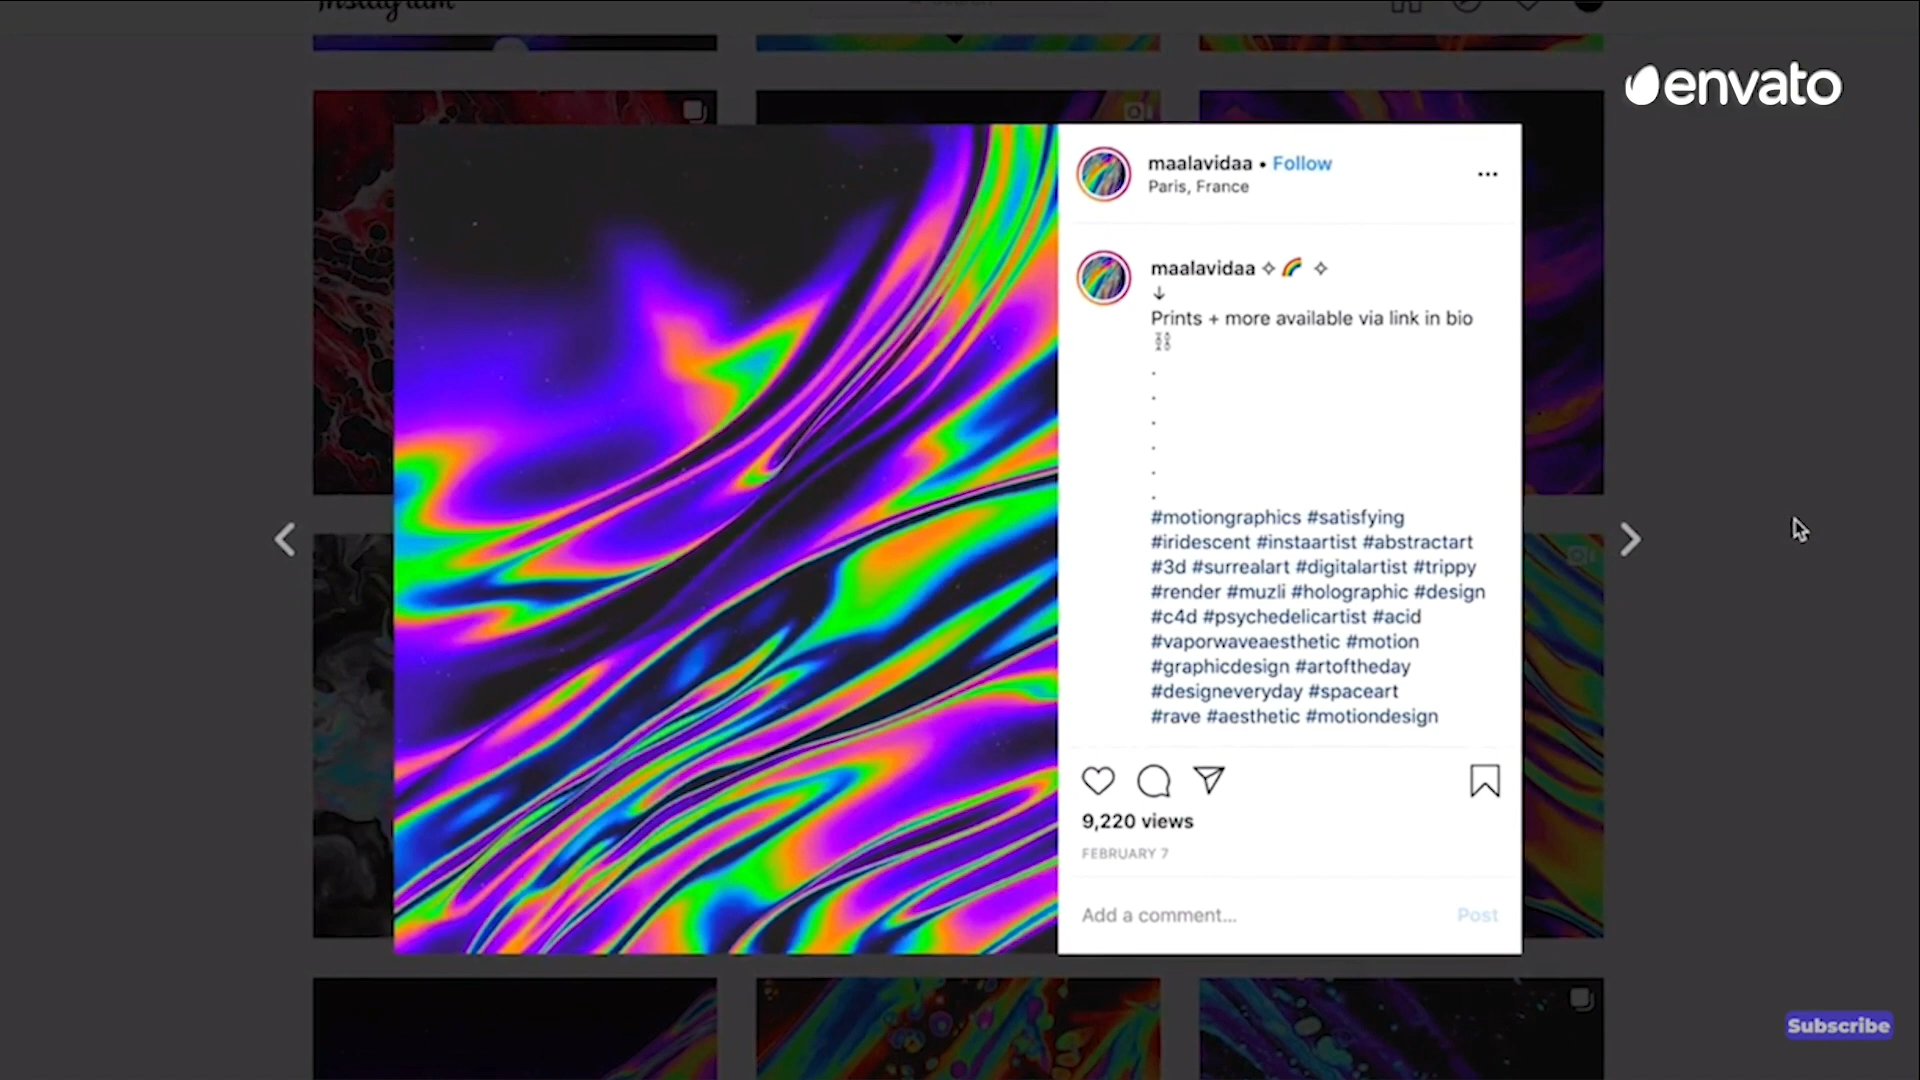 Instagram
envato
maalavidaa • Follow
Paris, France
maalavidaa ✧ 🌈 ✧
↓
Prints + more available via link in bio
⛓
.
.
.
.
.
.
#motiongraphics #satisfying
#iridescent #instaartist #abstractart
#3d #surrealart #digitalartist #trippy
#render #muzli #holographic #design
#c4d #psychedelicartist #acid
#vaporwaveaesthetic #motion
#graphicdesign #artoftheday
#designeveryday #spaceart
#rave #aesthetic #motiondesign
9,220 views
FEBRUARY 7
Add a comment...
Post
Subscribe